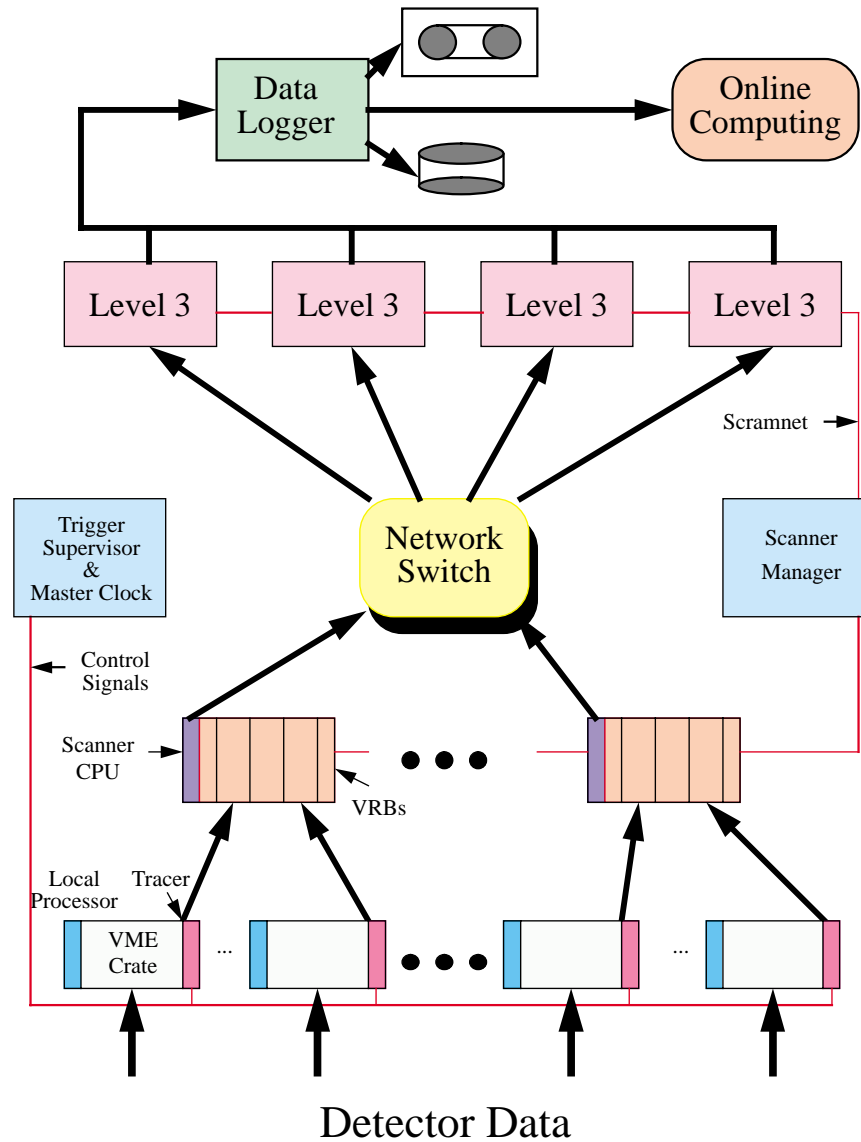 Data
Logger
Online
Computing
Level 3
Level 3
Level 3
Level 3
Scramnet
Trigger
Supervisor
&
Master Clock
Network
Switch
Scanner
Manager
Control
Signals
Scanner
CPU
VRBs
Local
Processor
Tracer
VME
Crate
...
...
Detector Data